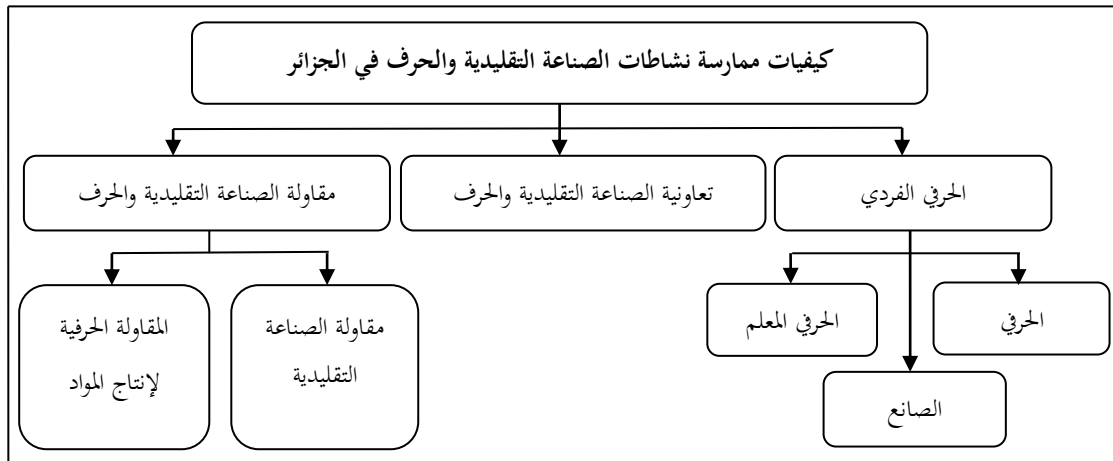 كيفيات ممارسة نشاطات الصناعة التقليدية والحرف في الجزائر
الحرفي الفردي
تعاونية الصناعة التقليدية والحرف
مقاولة الصناعة التقليدية والحرف
الحرفي
الحرفي المعلم
الصانع
مقاولة الصناعة
التقليدية
المقاولة الحرفية
لإنتاج المواد